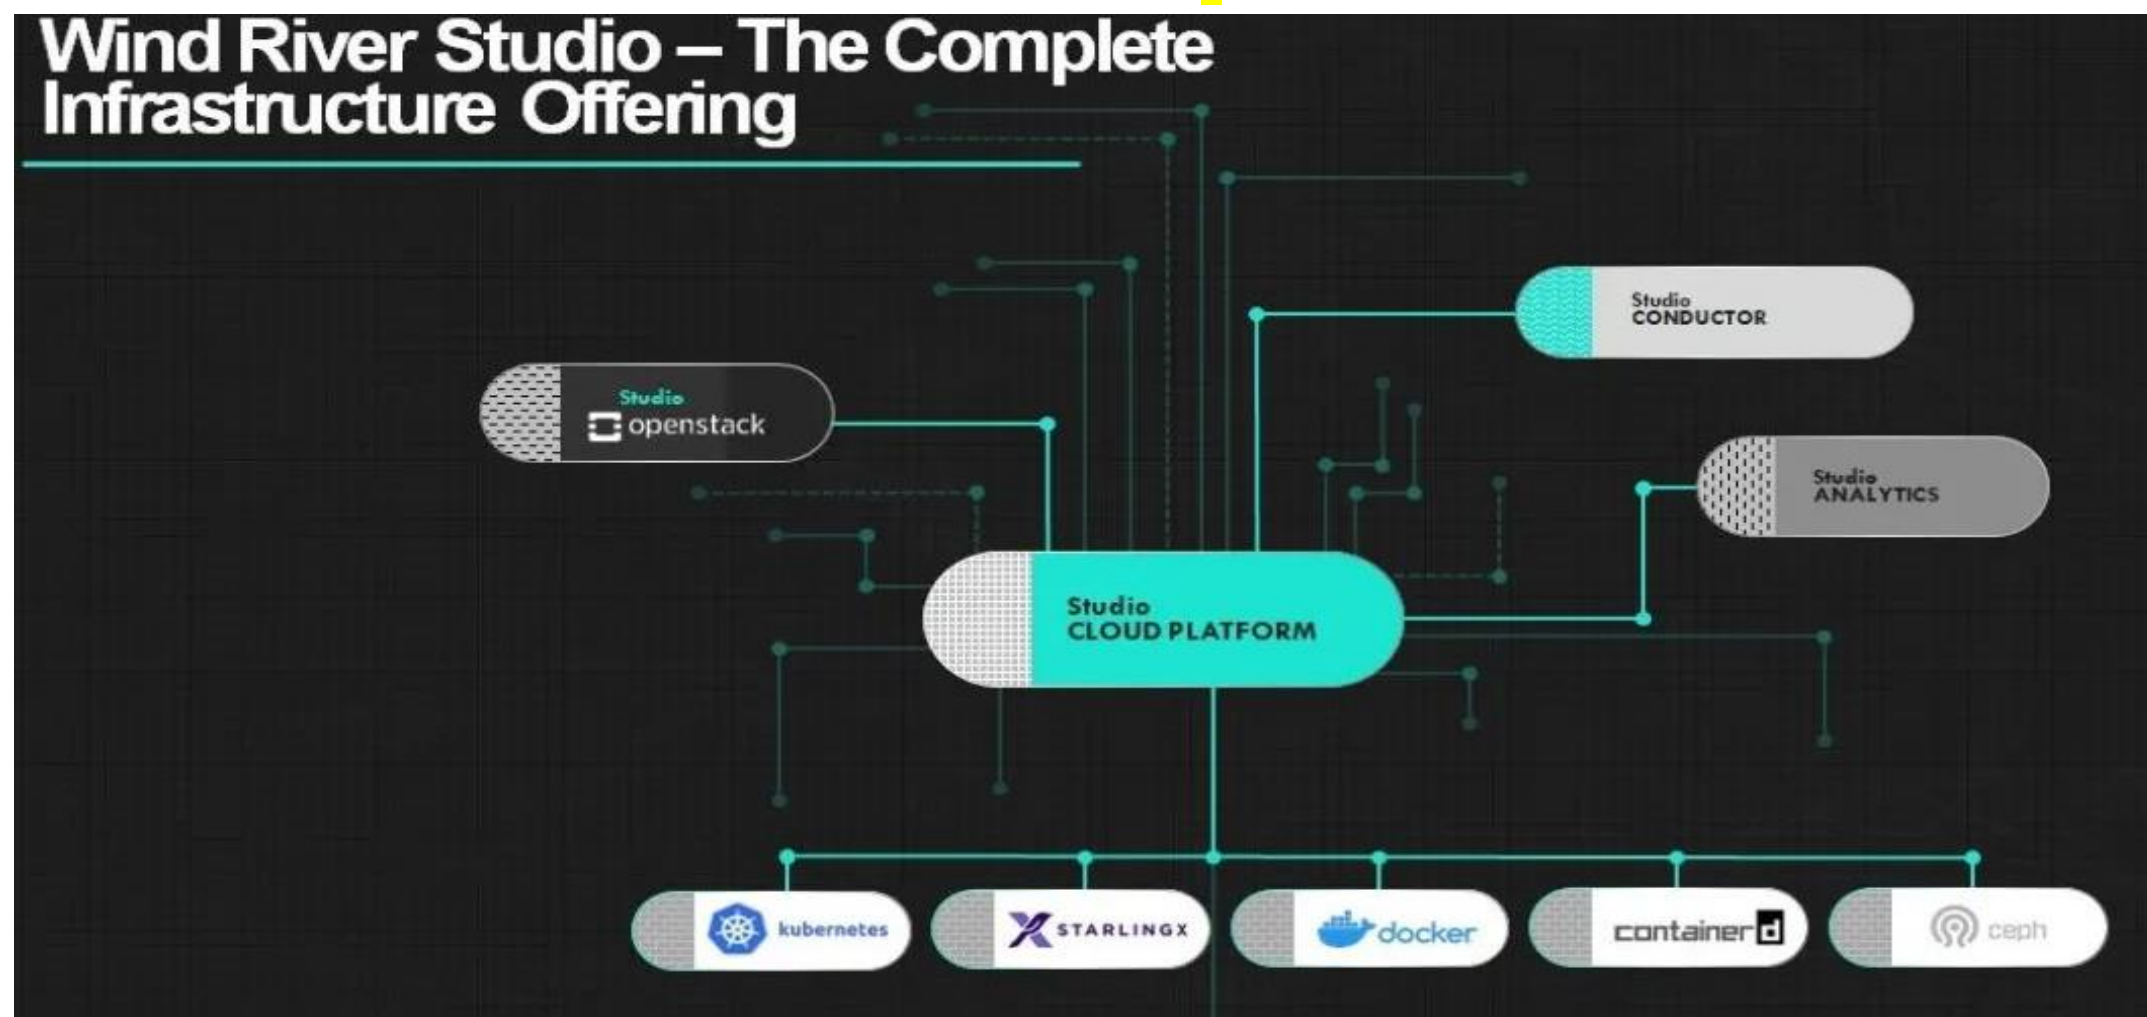 Wind River Studio – The Complete
Infrastructure Offering
Studio
CONDUCTOR
Studio
openstack
Studio
ANALYTICS
Studio
CLOUD PLATFORM
kubernetes
STARLINGX
docker
containerd
ceph